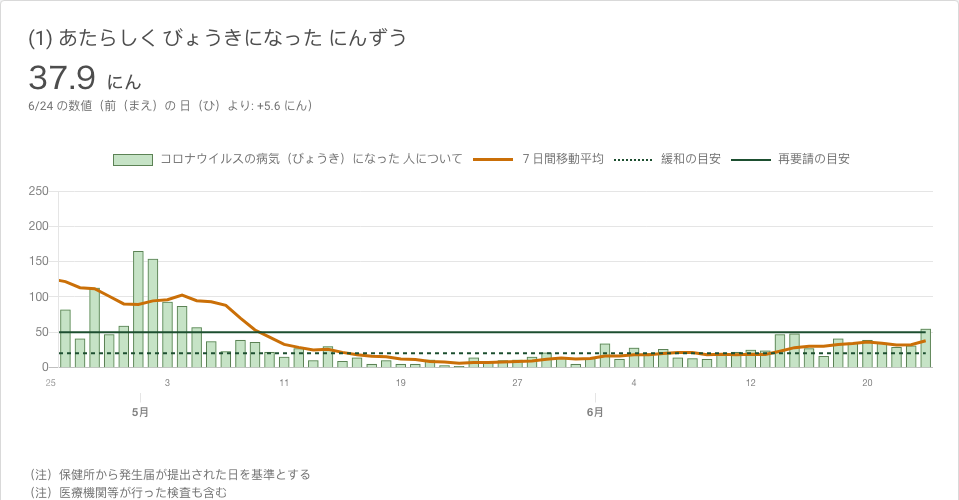 (1) あたらしく びょうきになった にんずう
37.9 にん
6/24 の数値（前（まえ）の 日（ひ）より: +5.6 にん）
コロナウイルスの病気（びょうき）になった 人について ７日間移動平均 緩和の目安 再要請の目安
250
200
150
100
50
0
25 3 11 19 27 4 12 20
5月 6月
（注）保健所から発生届が提出された日を基準とする
（注）医療機関等が行った検査も含む